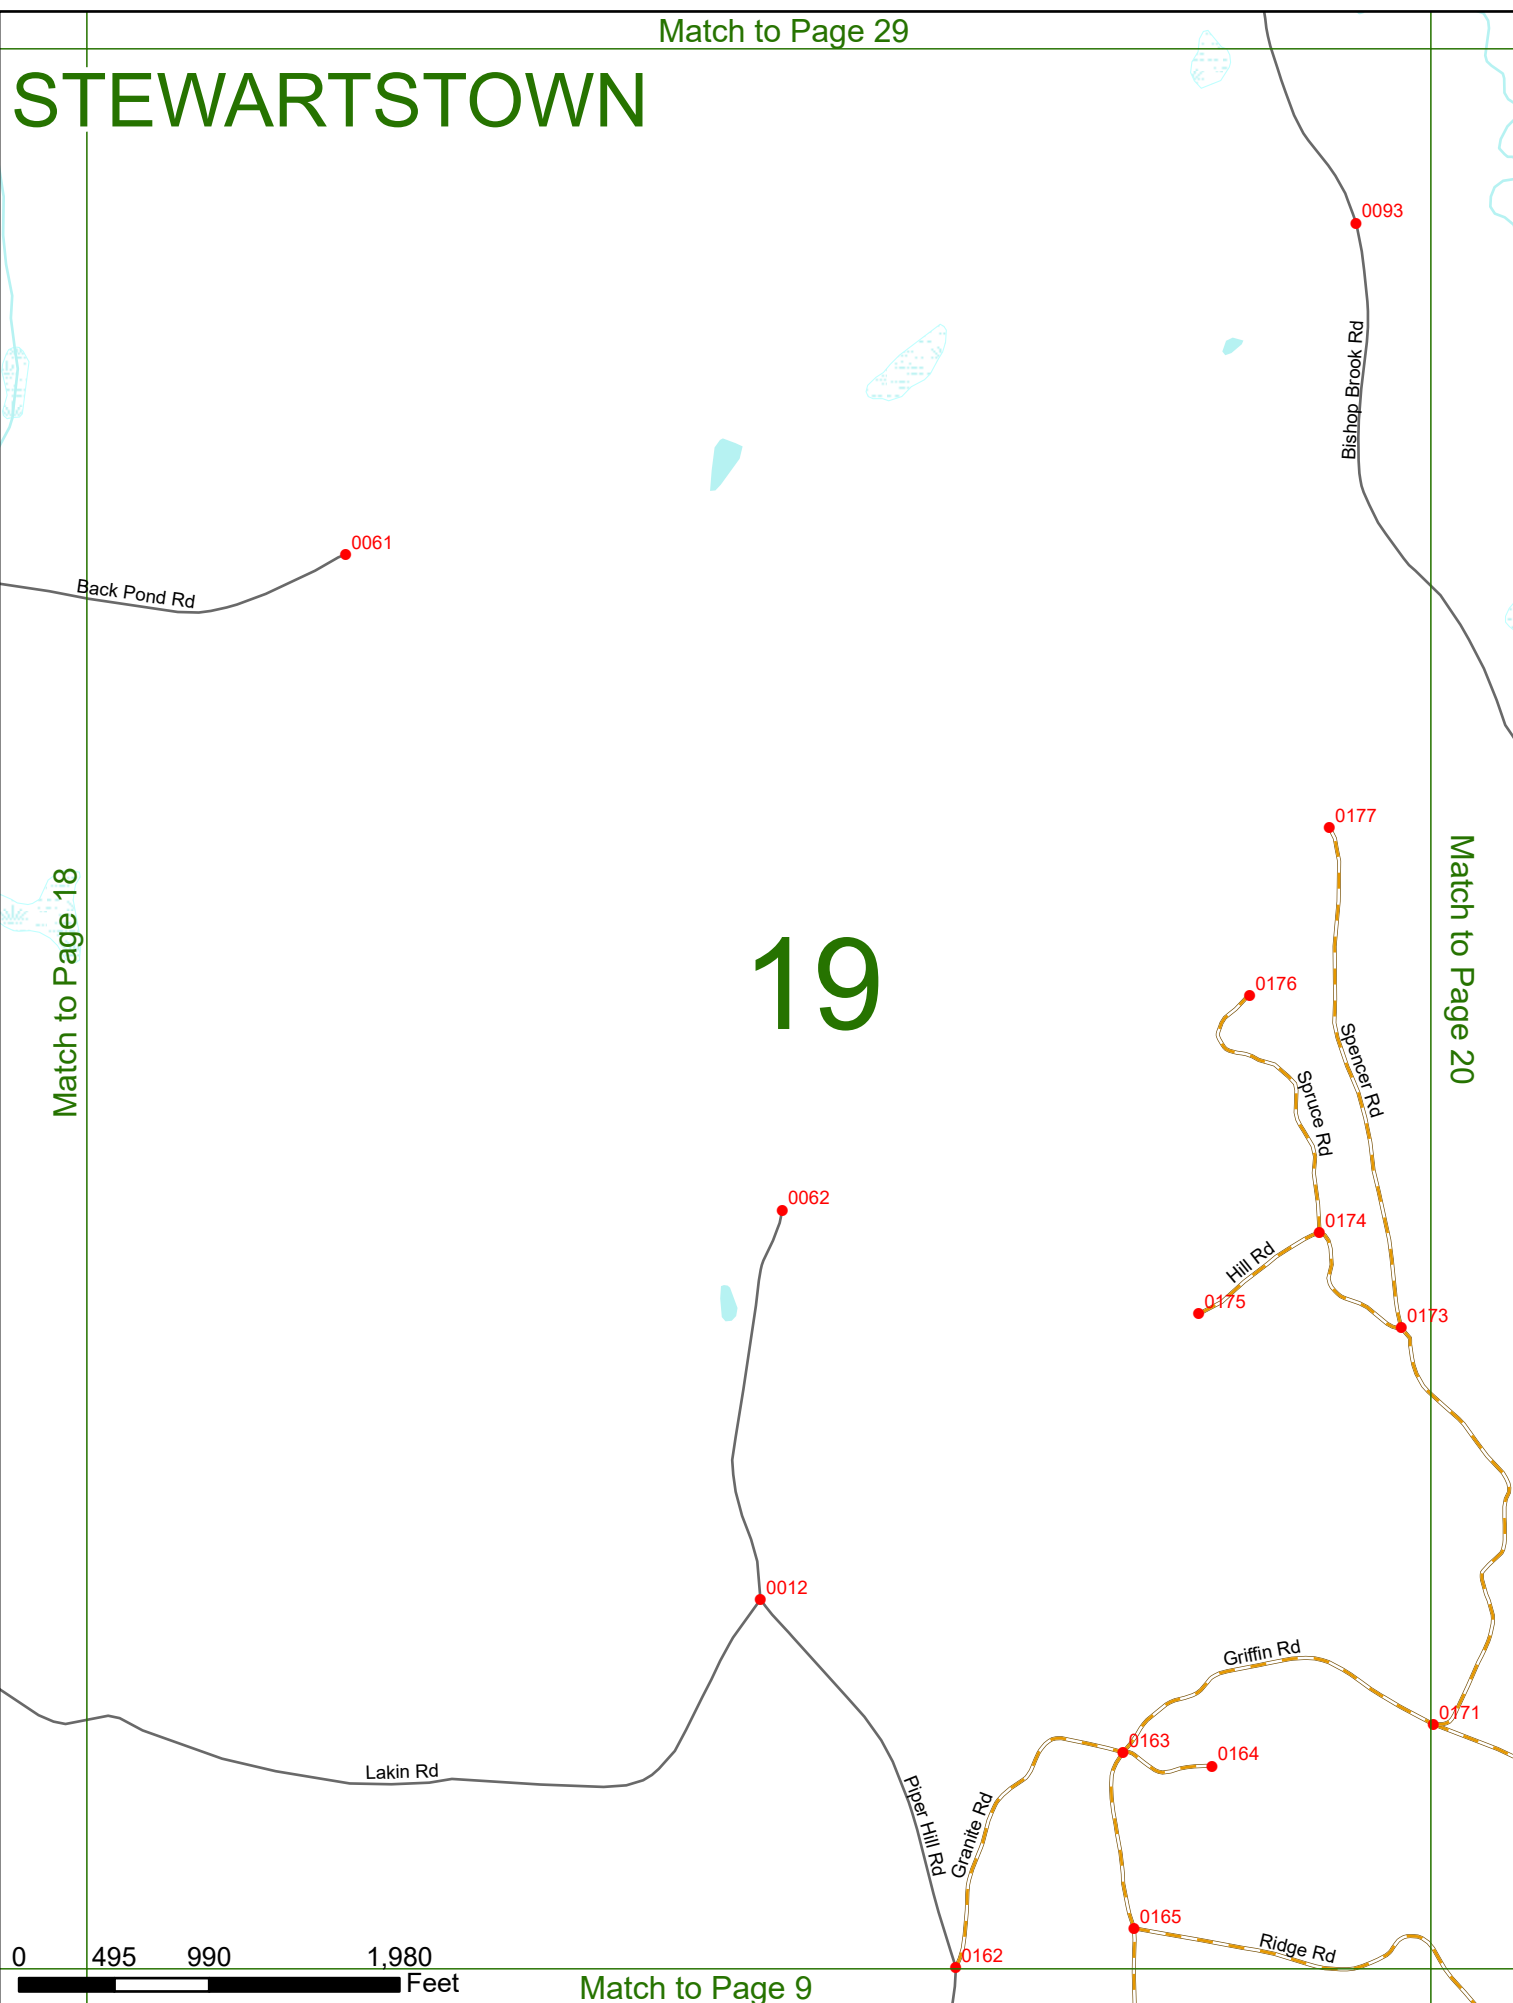 Match to Page 29
STEWARTSTOWN
0093
Bishop Brook Rd
0061
Back Pond Rd
0177
Match to Page 18
Match to Page 20
19
0176
Spencer Rd
Spruce Rd
0062
0174
Hill Rd
0175
0173
0012
Griffin Rd
0171
0163
0164
Lakin Rd
Piper Hill Rd
Granite Rd
0165
Ridge Rd
0162
0 495 990 1,980
Feet
Match to Page 9